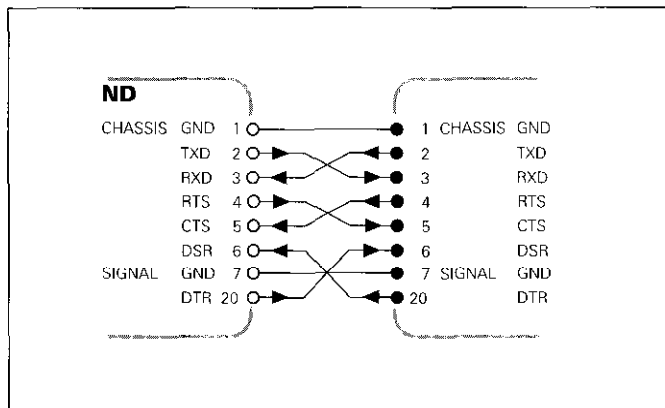 ND
CHASSIS GND 1 1 CHASSIS GND
TXD 2 2 TXD
RXD 3 3 RXD
RTS 4 4 RTS
CTS 5 5 CTS
DSR 6 6 DSR
SIGNAL GND 7 7 SIGNAL GND
DTR 20 20 DTR